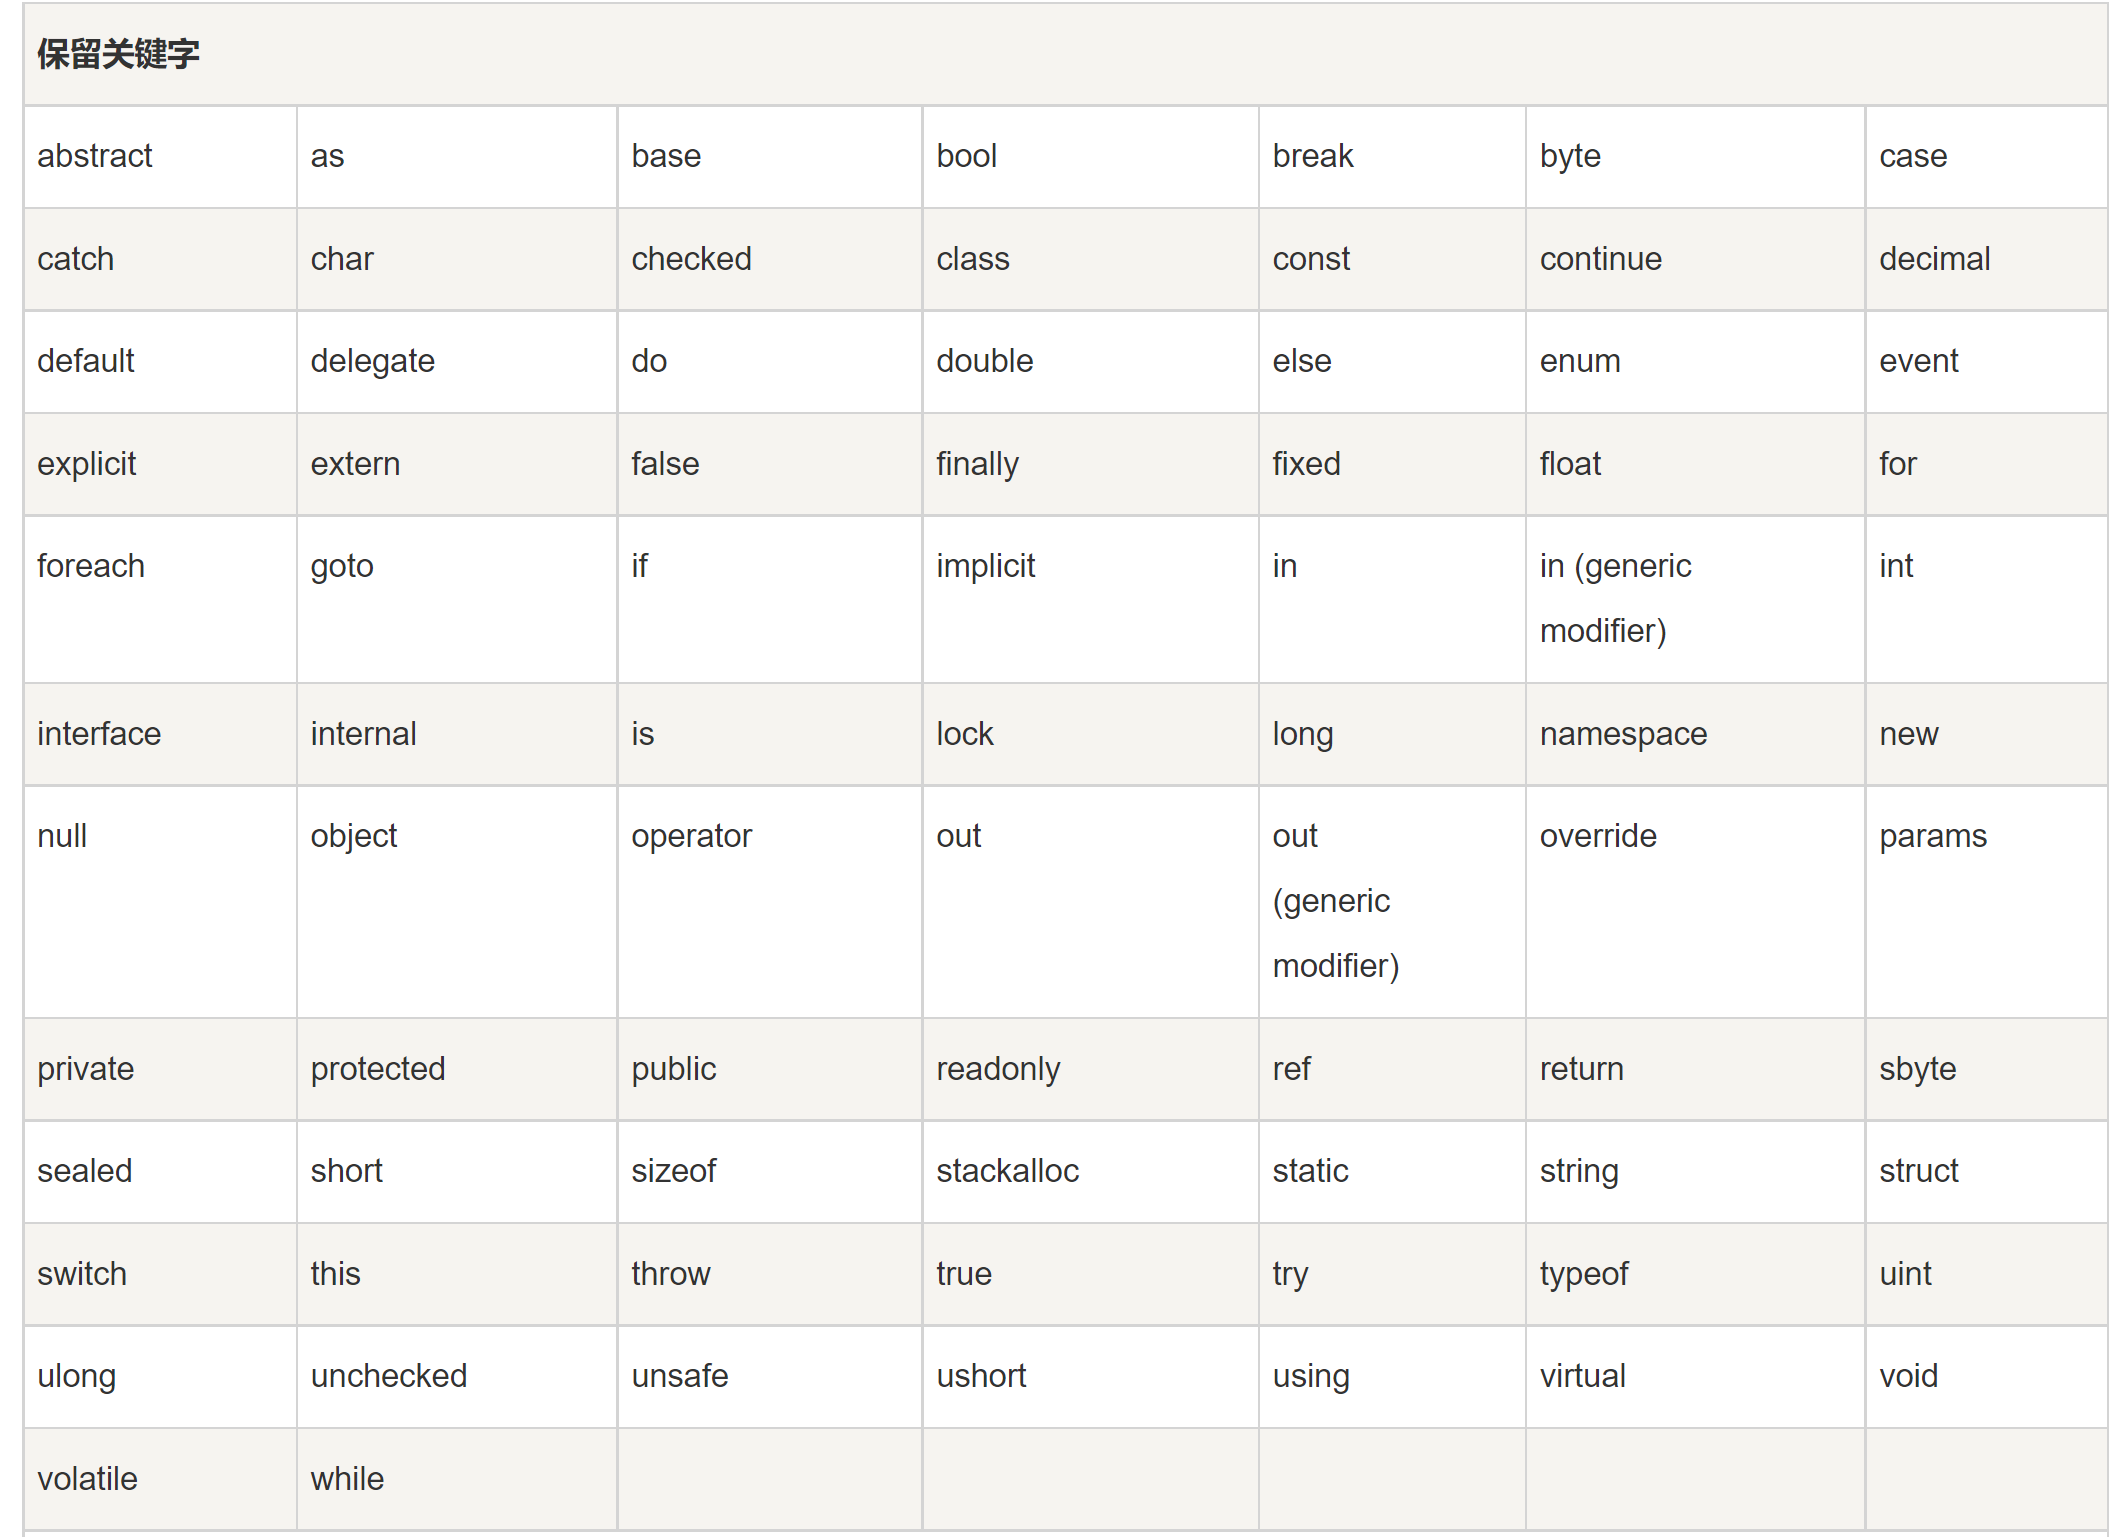 保留关键字
abstract as base bool break byte case
catch char checked class const continue decimal
default delegate do double else enum event
explicit extern false finally fixed float for
foreach goto if implicit in in (generic int
modifier)
interface internal is lock long namespace new
null object operator out out override params
(generic
modifier)
private protected public readonly ref return sbyte
sealed short sizeof stackalloc static string struct
switch this throw true try typeof uint
ulong unchecked unsafe ushort using virtual void
volatile while